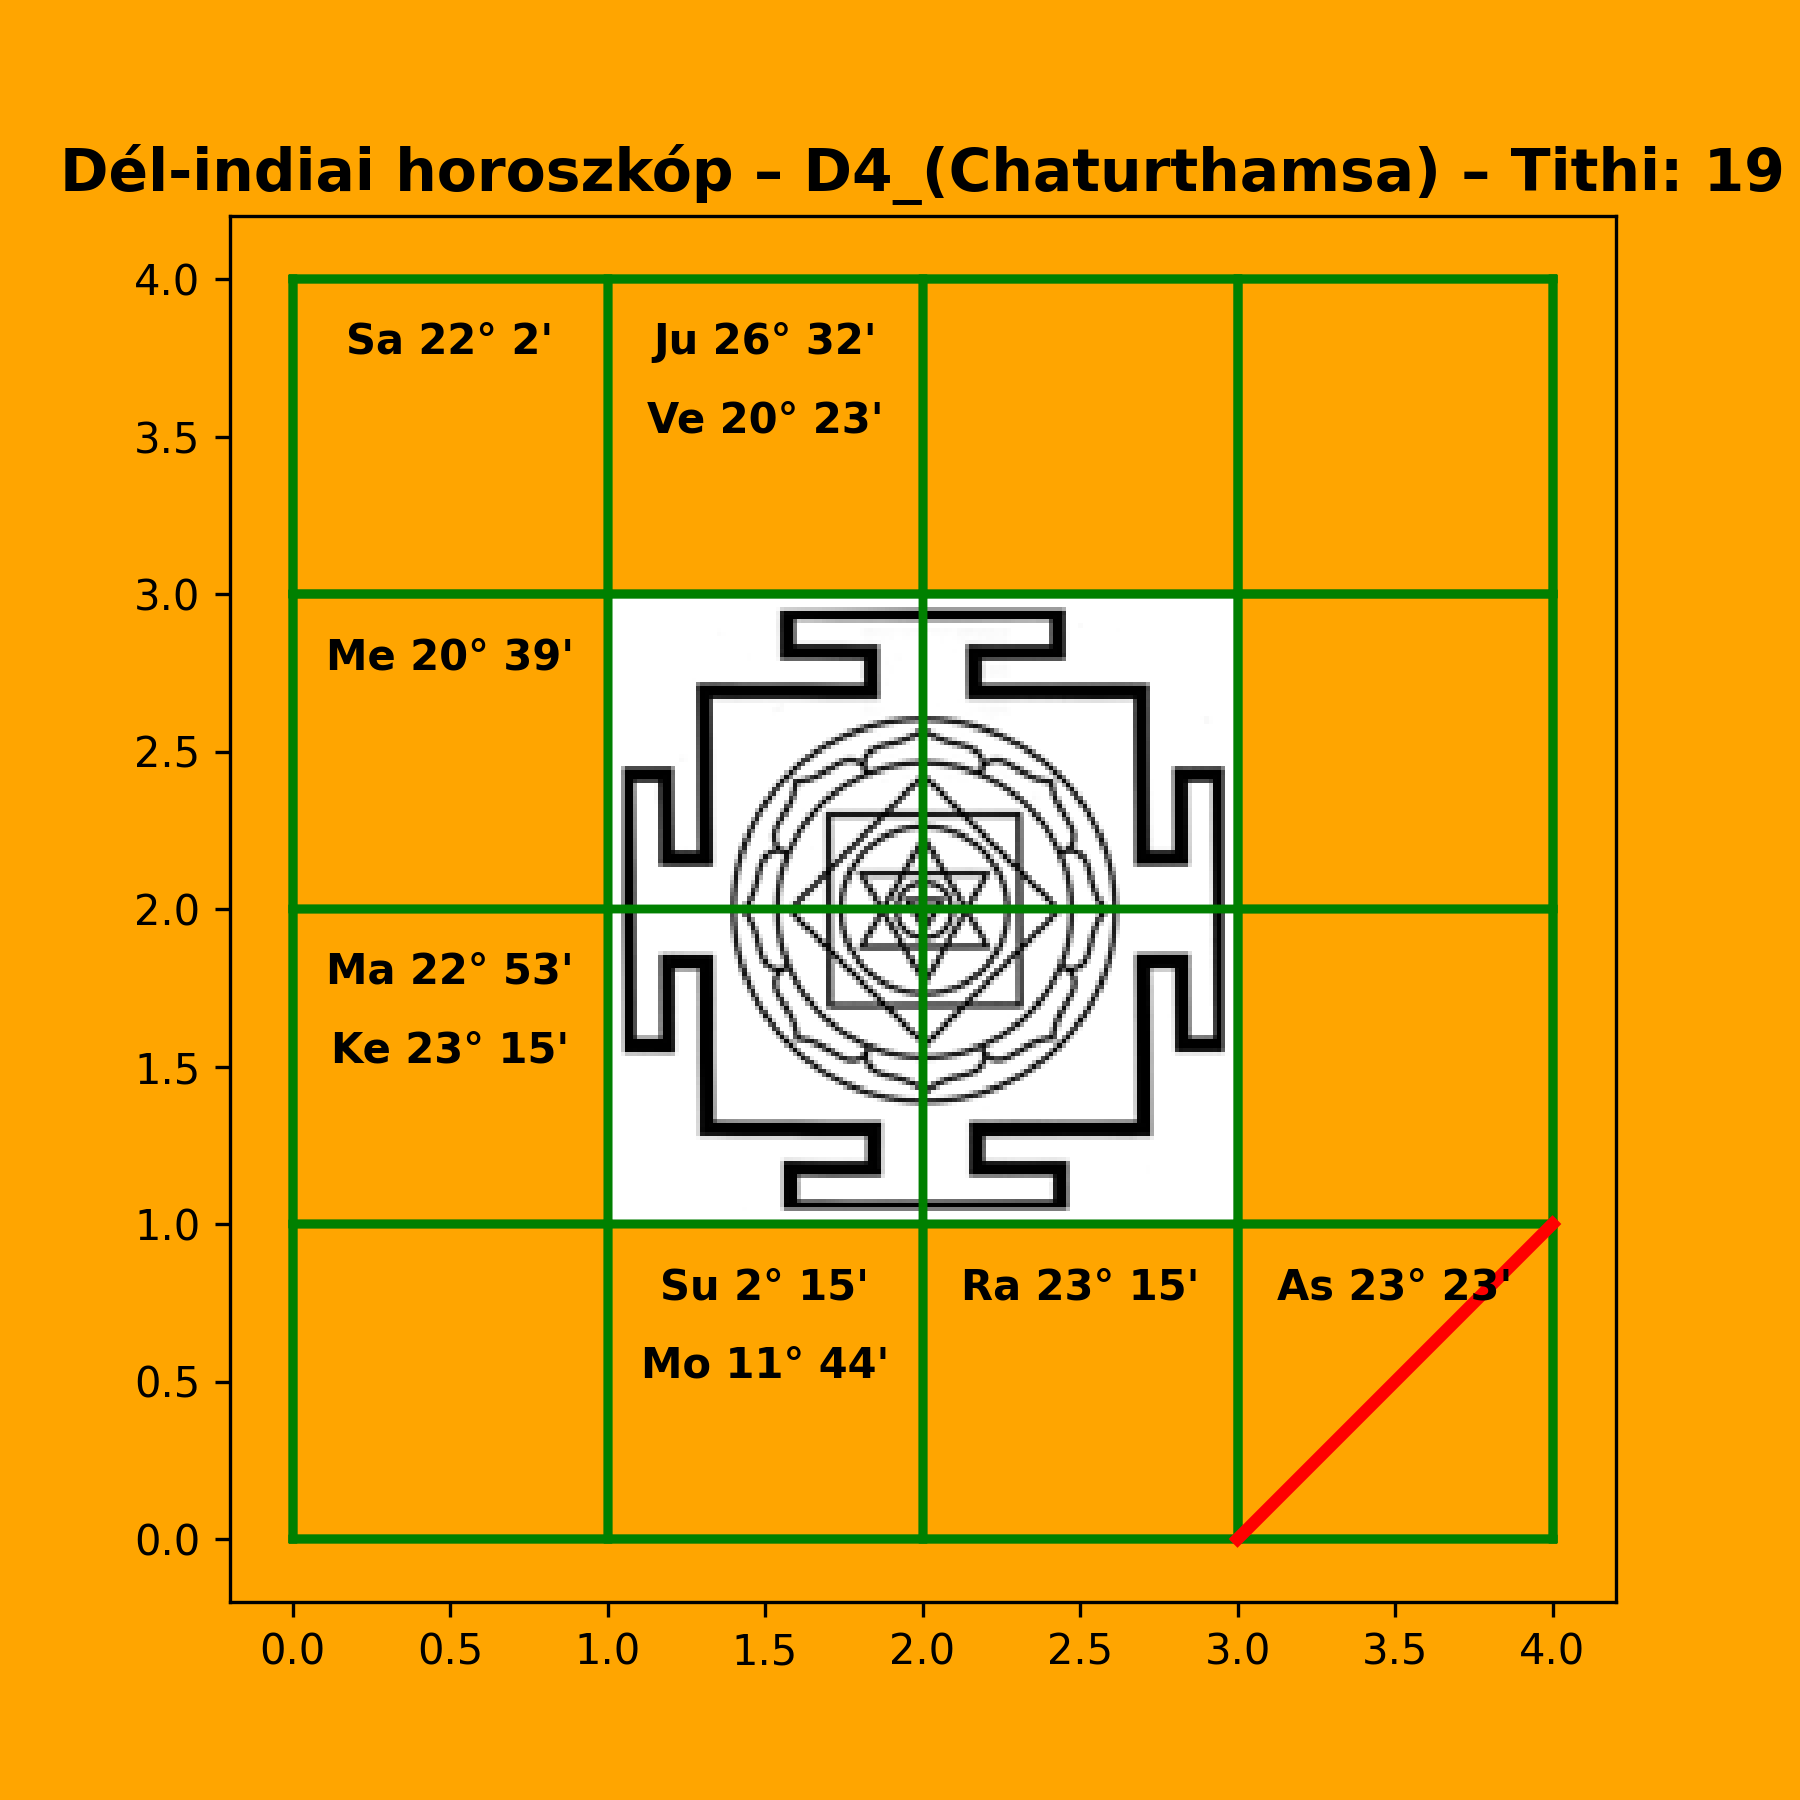 Dél-indiai horoszkóp – D4_(Chaturthamsa) – Tithi: 19
4.0
Sa 22° 2'
Ju 26° 32'
Ve 20° 23'
3.5
3.0
Me 20° 39'
2.5
2.0
Ma 22° 53'
Ke 23° 15'
1.5
1.0
Su 2° 15'
Ra 23° 15'
As 23° 23'
Mo 11° 44'
0.5
0.0
0.0 0.5 1.0 1.5 2.0 2.5 3.0 3.5 4.0